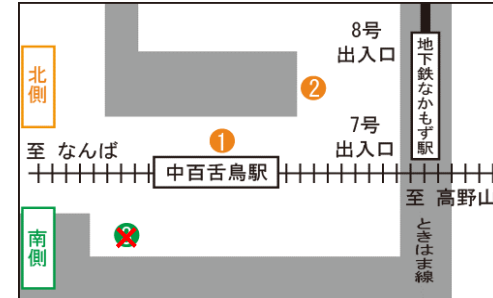 8号
出入口
地下鉄なかもず駅
北側
2
1
7号
出入口
至 なんば
中百舌鳥駅
至 高野山
南側
ときはま線